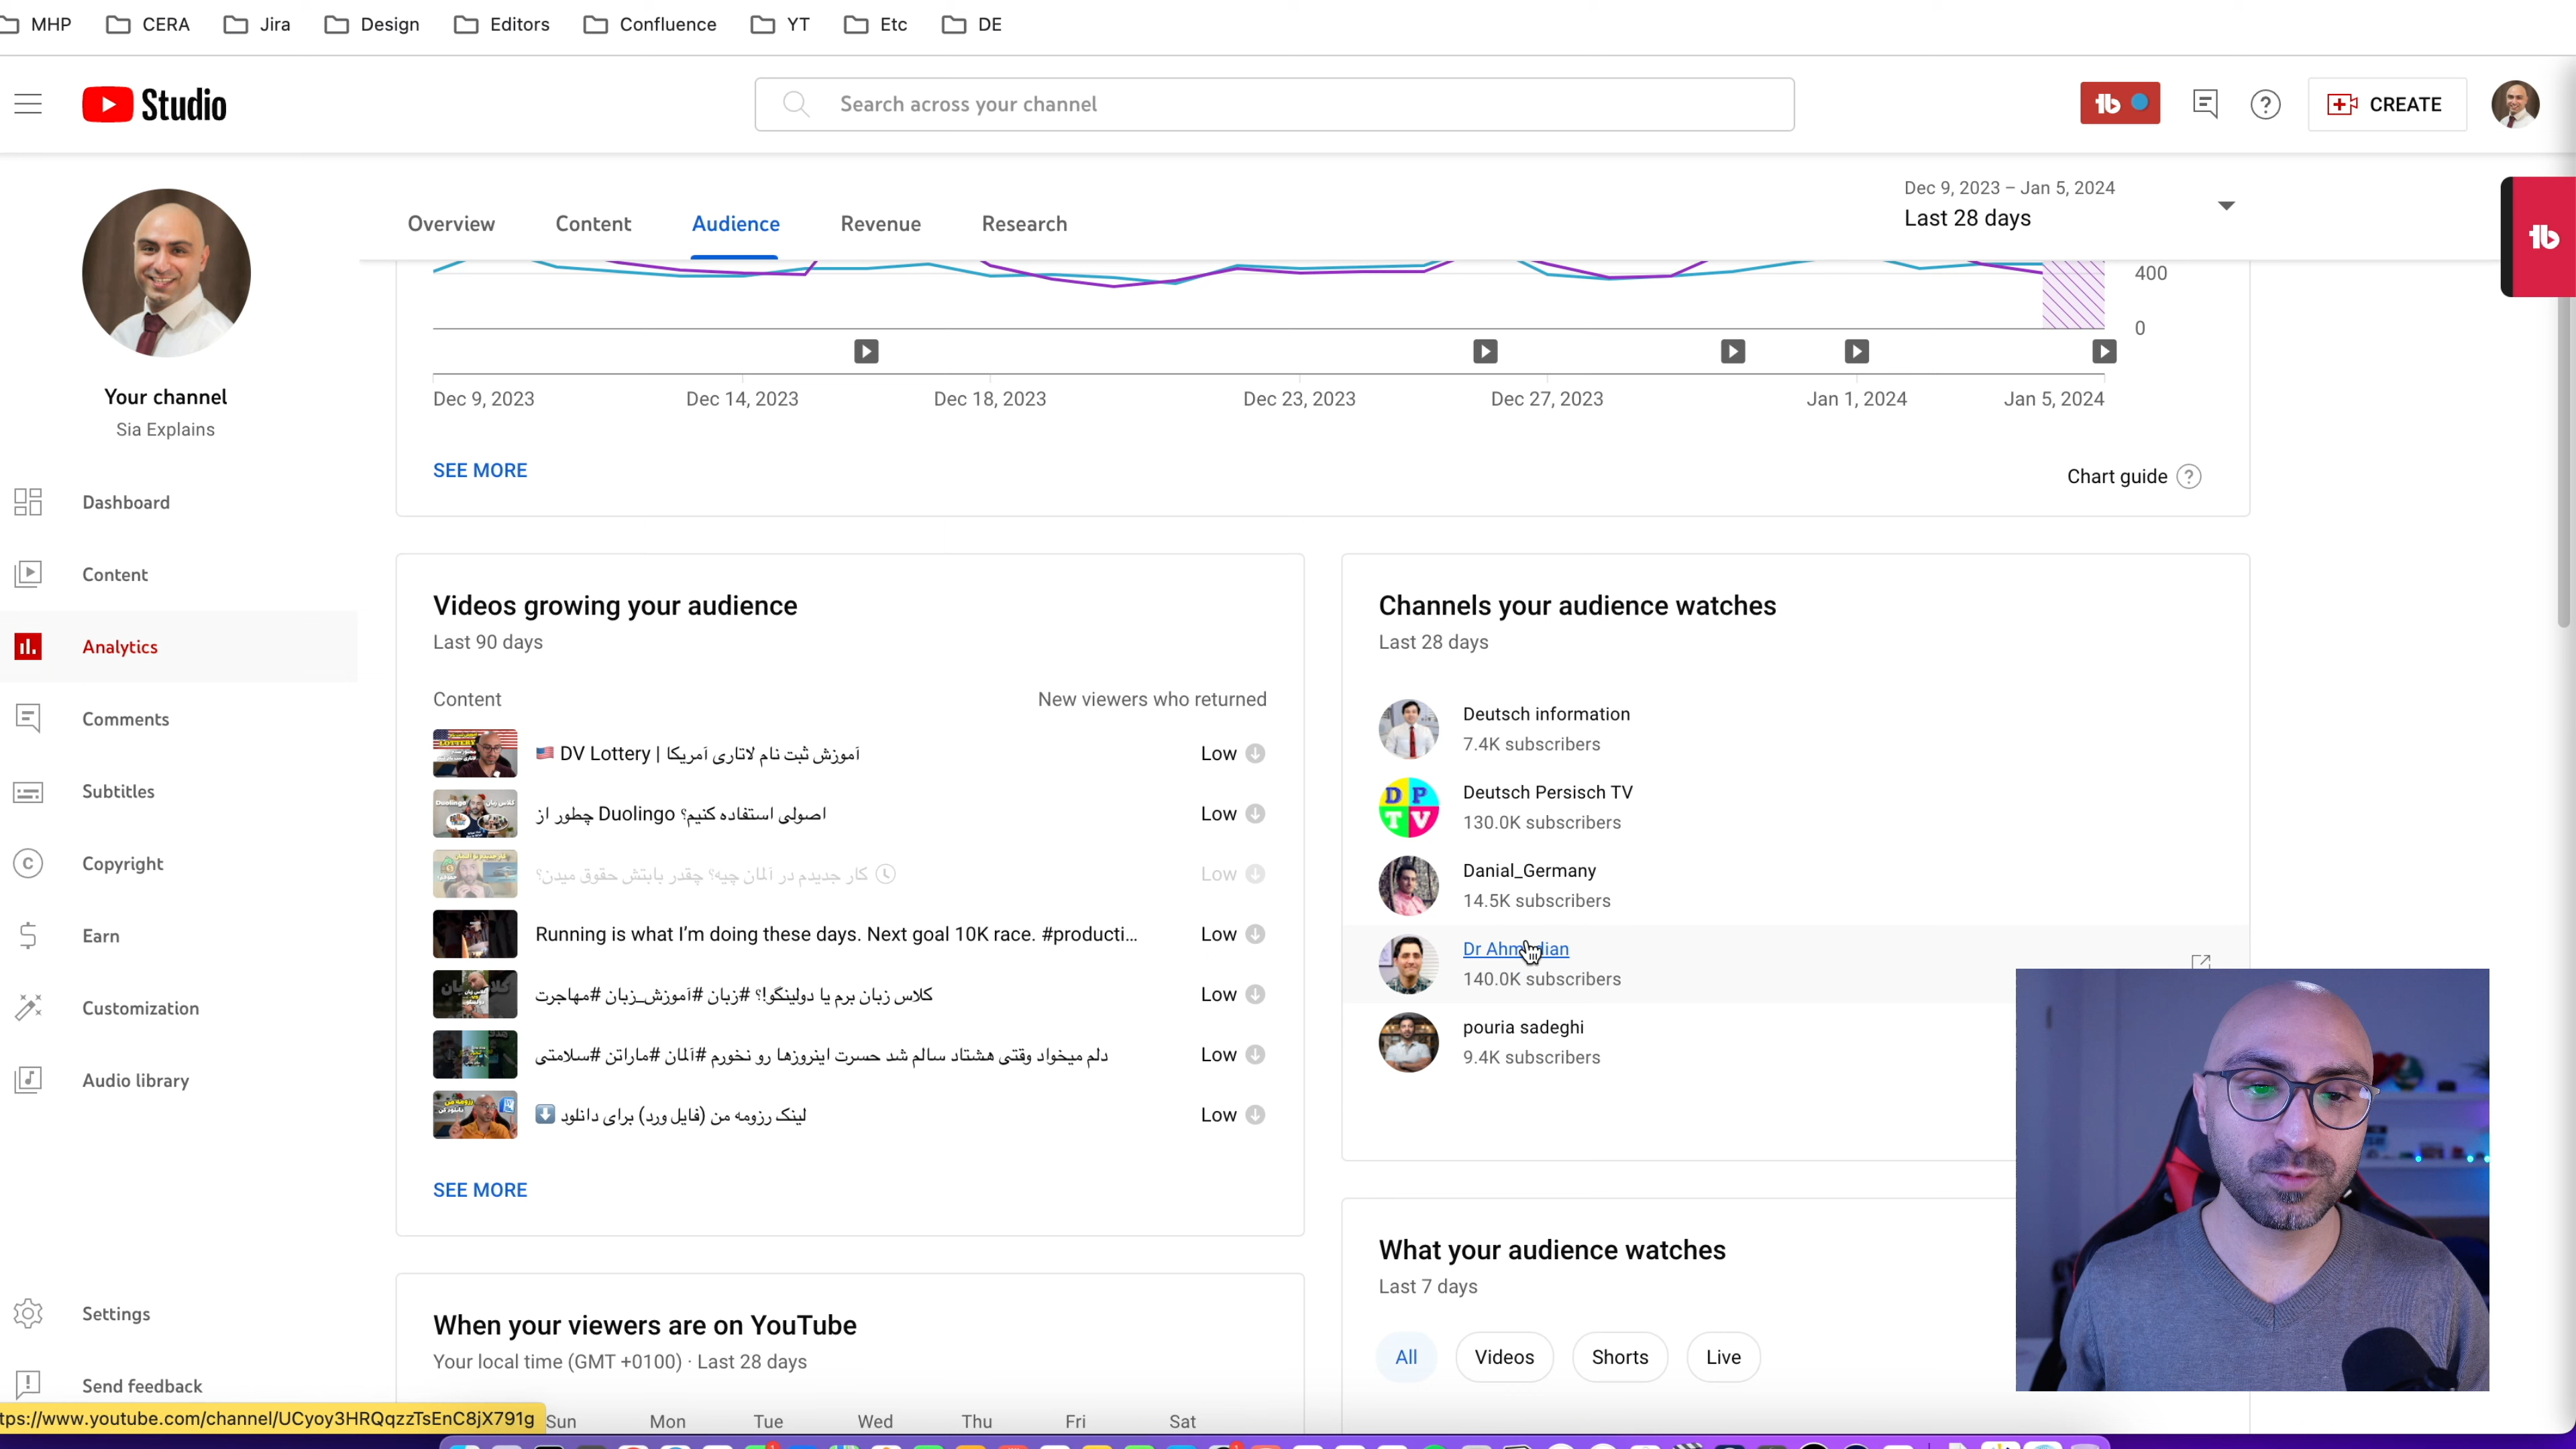 MHP CERA Jira Design Editors Confluence YT Etc DE
Studio
Search across your channel
CREATE
Overview Content Audience Revenue Research
Dec 9, 2023 – Jan 5, 2024
Last 28 days
400
0
Dec 9, 2023 Dec 14, 2023 Dec 18, 2023 Dec 23, 2023 Dec 27, 2023 Jan 1, 2024 Jan 5, 2024
SEE MORE
Chart guide
Your channel
Sia Explains
Dashboard
Content
Analytics
Comments
Subtitles
Copyright
Earn
Customization
Audio library
Settings
Send feedback
Videos growing your audience
Last 90 days
Content New viewers who returned
🇺🇸 DV Lottery | آموزش ثبت نام لاتاری آمریکا Low
چطور از Duolingo اصولی استفاده کنیم؟ Low
کار جدیدم در آلمان چیه؟ چقدر بابتش حقوق میدن؟ Low
Running is what I'm doing these days. Next goal 10K race. #producti... Low
کلاس زبان برم یا دولینگو!؟ #زبان #آموزش_زبان #مهاجرت Low
دلم میخواد وقتی هشتاد سالم شد حسرت اینروزها رو نخورم #آلمان #ماراتن #سلامتی Low
⬇️ لینک رزومه من (فایل ورد) برای دانلود Low
SEE MORE
Channels your audience watches
Last 28 days
Deutsch information
7.4K subscribers
Deutsch Persisch TV
130.0K subscribers
Danial_Germany
14.5K subscribers
140.0K subscribers
pouria sadeghi
9.4K subscribers
When your viewers are on YouTube
Your local time (GMT +0100) · Last 28 days
Sun Mon Tue Wed Thu Fri Sat
What your audience watches
Last 7 days
All Videos Shorts Live
tps://www.youtube.com/channel/UCyoy3HRQqzzTsEnC8jX791g